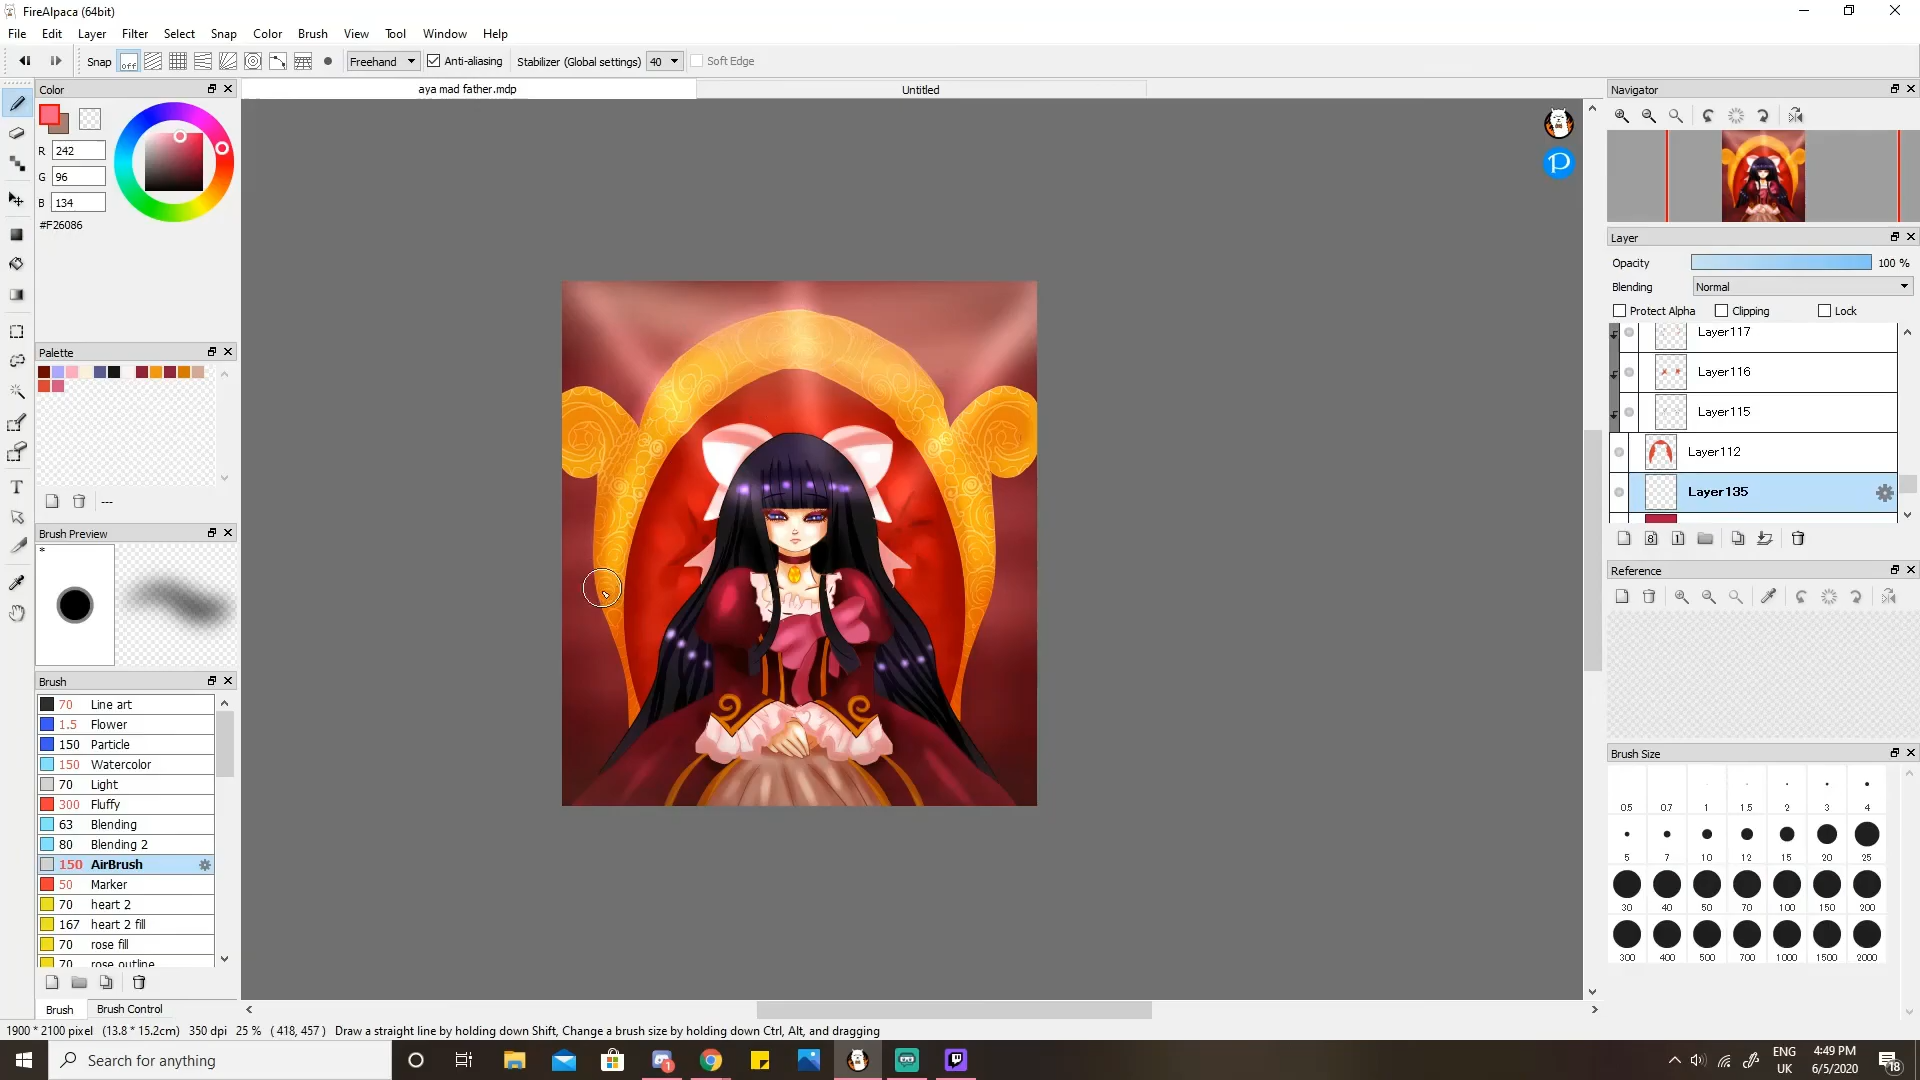 FireAlpaca (64bit)
File Edit Layer Filter Select Snap Color Brush View Tool Window Help
Snap off Freehand Anti-aliasing Stabilizer (Global settings) 40 Soft Edge
Color
aya mad father.mdp
Untitled
Navigator
R 242
G 96
B 134
#F26086
Layer
Opacity 100 %
Blending Normal
Protect Alpha Clipping Lock
Layer117
Layer116
Layer115
Layer112
Layer135
Palette
---
Brush Preview
*
Reference
Brush
70 Line art
1.5 Flower
150 Particle
150 Watercolor
70 Light
300 Fluffy
63 Blending
80 Blending 2
150 AirBrush
50 Marker
70 heart 2
167 heart 2 fill
70 rose fill
70 rose outline
Brush Brush Control
Brush Size
0.5 0.7 1 1.5 2 3 4
5 7 10 12 15 20 25
30 40 50 70 100 150 200
300 400 500 700 1000 1500 2000
1900 * 2100 pixel (13.8 * 15.2cm) 350 dpi 25 % ( 418, 457 ) Draw a straight line by holding down Shift, Change a brush size by holding down Ctrl, Alt, and dragging
Search for anything
ENG
UK
4:49 PM
6/5/2020
18